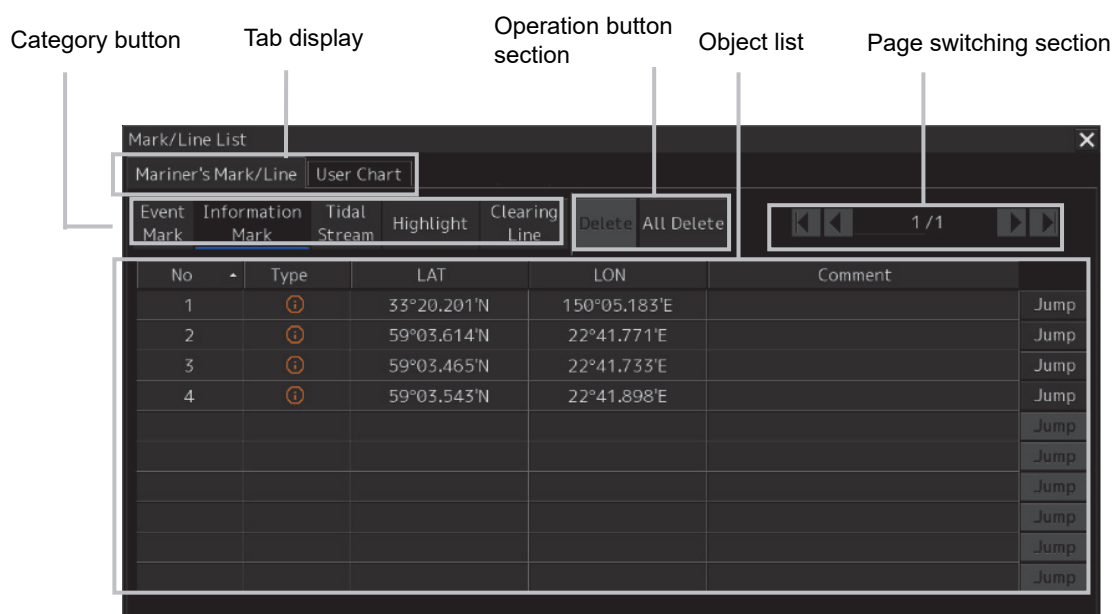 Category button
Tab display
Operation button
section
Object list
Page switching section
Mark/Line List
Mariner's Mark/Line User Chart
Event Information Tidal Highlight Clearing Delete All Delete 1/1
Mark Mark Stream Line
No Type LAT LON Comment
1 33°20.201'N 150°05.183'E Jump
2 59°03.614'N 22°41.771'E Jump
3 59°03.465'N 22°41.733'E Jump
4 59°03.543'N 22°41.898'E Jump
Jump
Jump
Jump
Jump
Jump
Jump